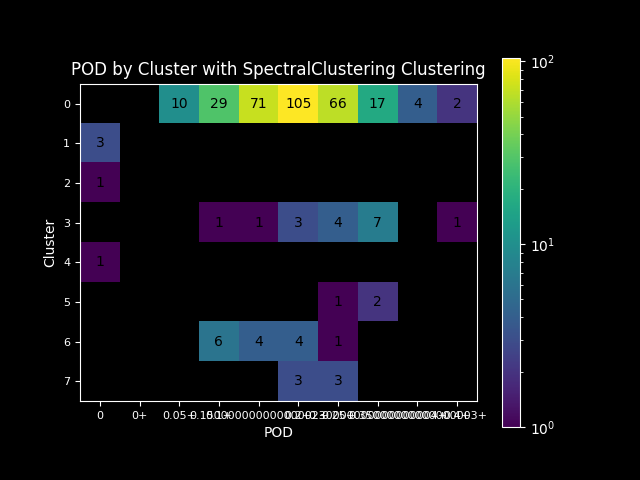 POD by Cluster with SpectralClustering Clustering
0 10 29 71 105 66 17 4 2
1 3
2 1
3 1 1 3 4 7 1
4 1
5 1 2
6 6 4 4 1
7 3 3
Cluster
0 0+ 0.05+
POD
10²
10¹
10⁰